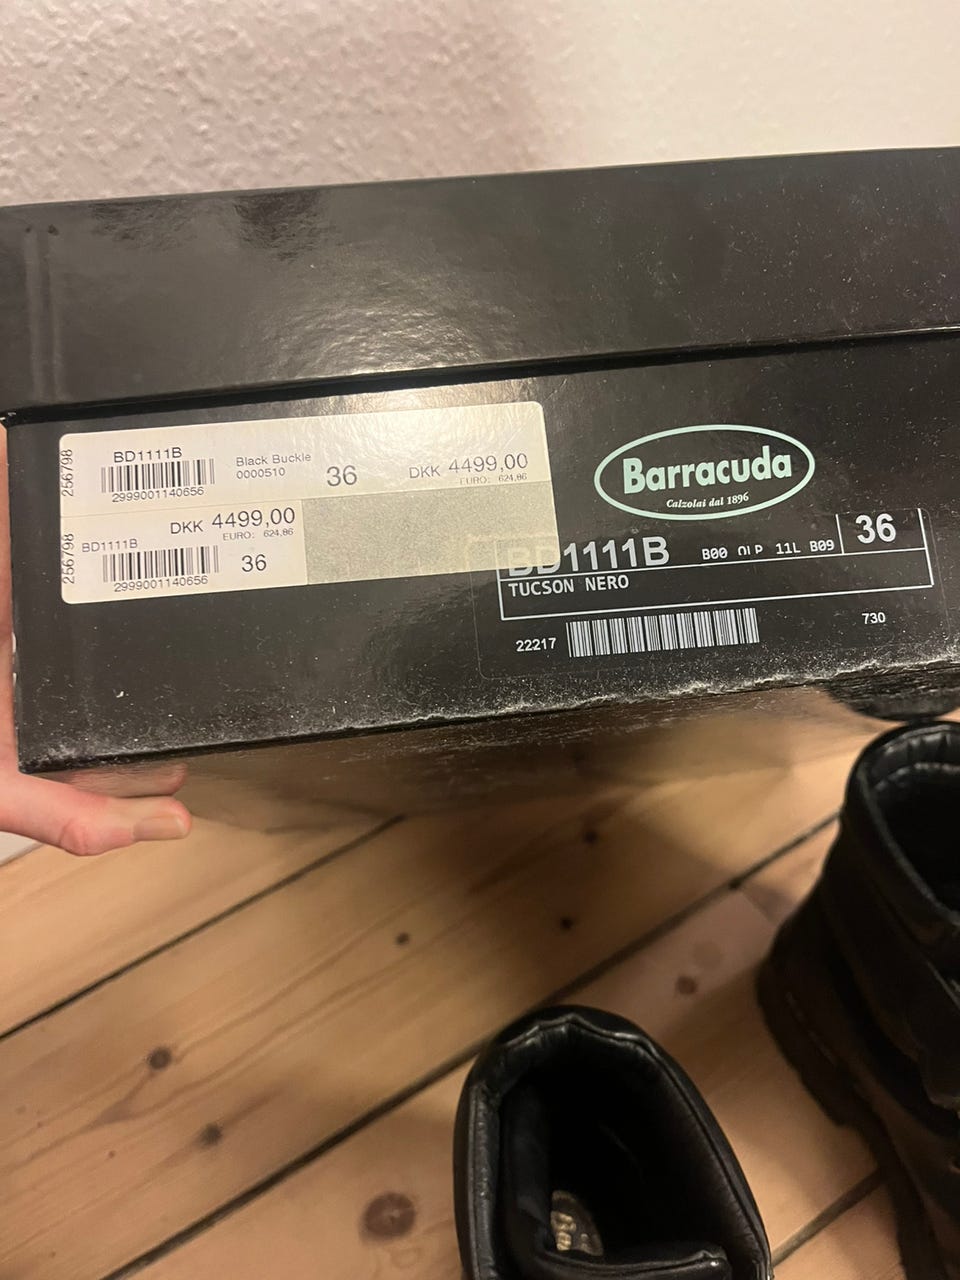 256798
BD1111B
2999001140656
Black Buckle
0000510
36
DKK 4499,00
EURO: 624,86
256798
BD1111B
DKK 4499,00
EURO: 624,86
2999001140656
36
Barracuda
Calzolai dal 1896
BD1111B B00 OLP 11L B09 36
TUCSON NERO
22217
730